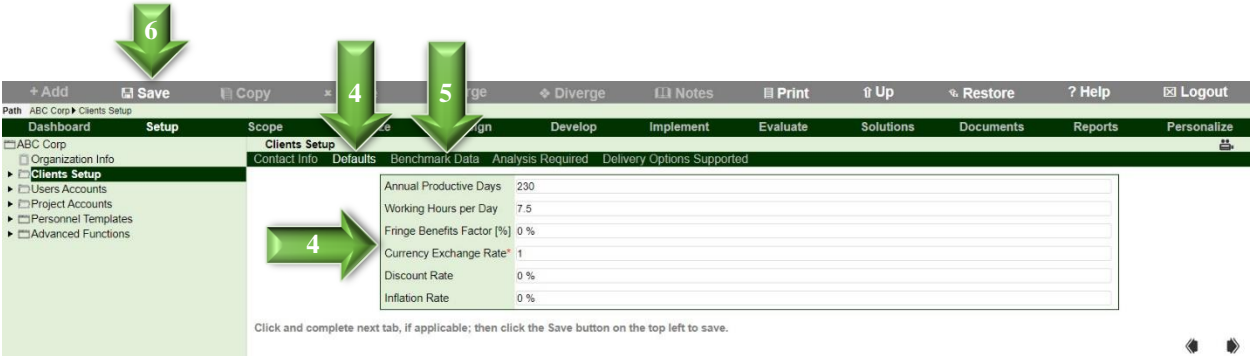 6
4
5
+ Add Save Copy × rge Diverge Notes Print Up Restore ? Help Logout
Path ABC Corp Clients Setup
Dashboard Setup Scope ze gn Develop Implement Evaluate Solutions Documents Reports Personalize
ABC Corp
Organization Info
Clients Setup
Users Accounts
Project Accounts
Personnel Templates
Advanced Functions
Clients Setup
Contact Info Defaults Benchmark Data Analysis Required Delivery Options Supported
Annual Productive Days 230
Working Hours per Day 7.5
Fringe Benefits Factor [%] 0 %
4
Currency Exchange Rate* 1
Discount Rate 0 %
Inflation Rate 0 %
Click and complete next tab, if applicable; then click the Save button on the top left to save.